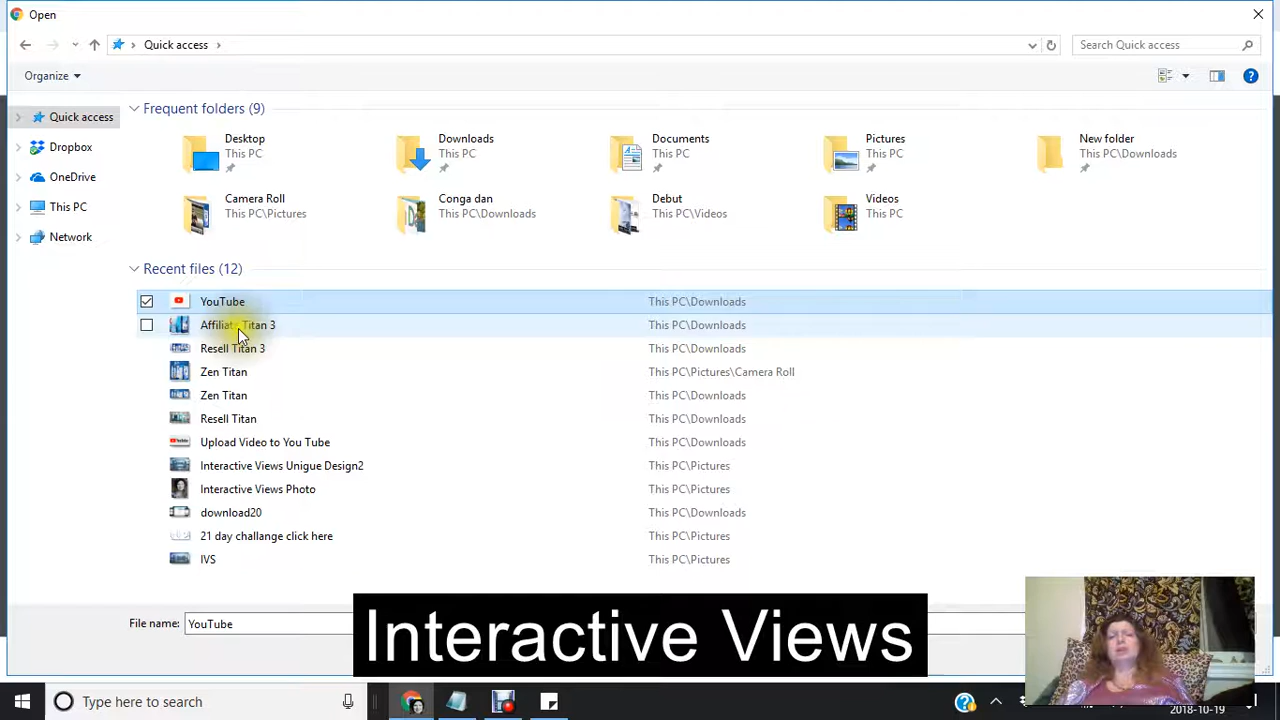 Open
Quick access
Search Quick access
Organize
Quick access
Dropbox
OneDrive
This PC
Network
Frequent folders (9)
Desktop
This PC
Downloads
This PC
Documents
This PC
Pictures
This PC
New folder
This PC\Downloads
Camera Roll
This PC\Pictures
Conga dan
This PC\Downloads
Debut
This PC\Videos
Videos
This PC
Recent files (12)
YouTube This PC\Downloads
Affiliate Titan 3 This PC\Downloads
Resell Titan 3 This PC\Downloads
Zen Titan This PC\Pictures\Camera Roll
Zen Titan This PC\Downloads
Resell Titan This PC\Downloads
Upload Video to You Tube This PC\Downloads
Interactive Views Unique Design2 This PC\Pictures
Interactive Views Photo This PC\Pictures
download20 This PC\Downloads
21 day challange click here This PC\Pictures
IVS This PC\Pictures
File name: YouTube
Interactive Views
Type here to search
2018-10-19